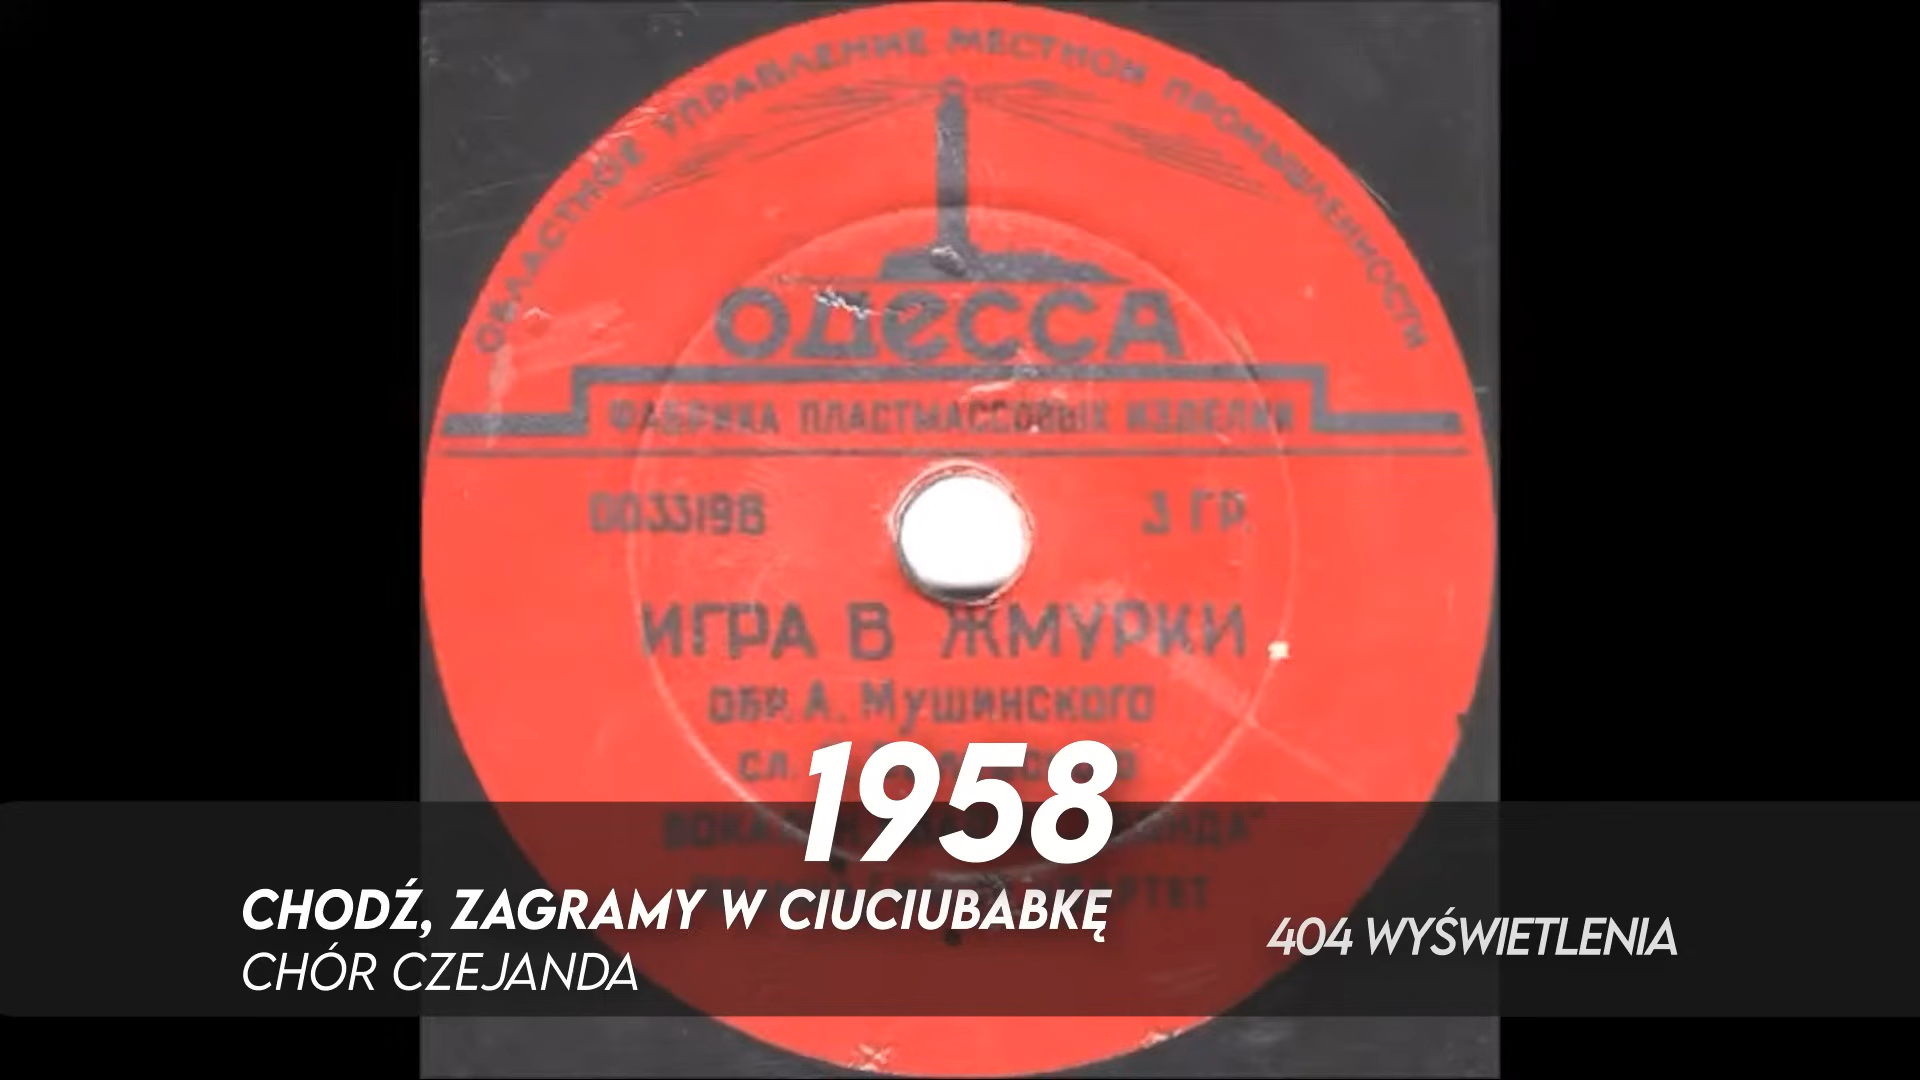 ОБЛАСТНОЕ УПРАВЛЕНИЕ МЕСТНОЙ ПРОМЫШЛЕННОСТИ
ОДЕССА
ФАБРИКА ПЛАСТМАССОВЫХ ИЗДЕЛИЙ
0033198 3 ГР.
ИГРА В ЖМУРКИ
ОБР. А. Мушинского
сл.
1958
CHODŹ, ZAGRAMY W CIUCIUBABKĘ
CHÓR CZEJANDA
404 WYŚWIETLENIA